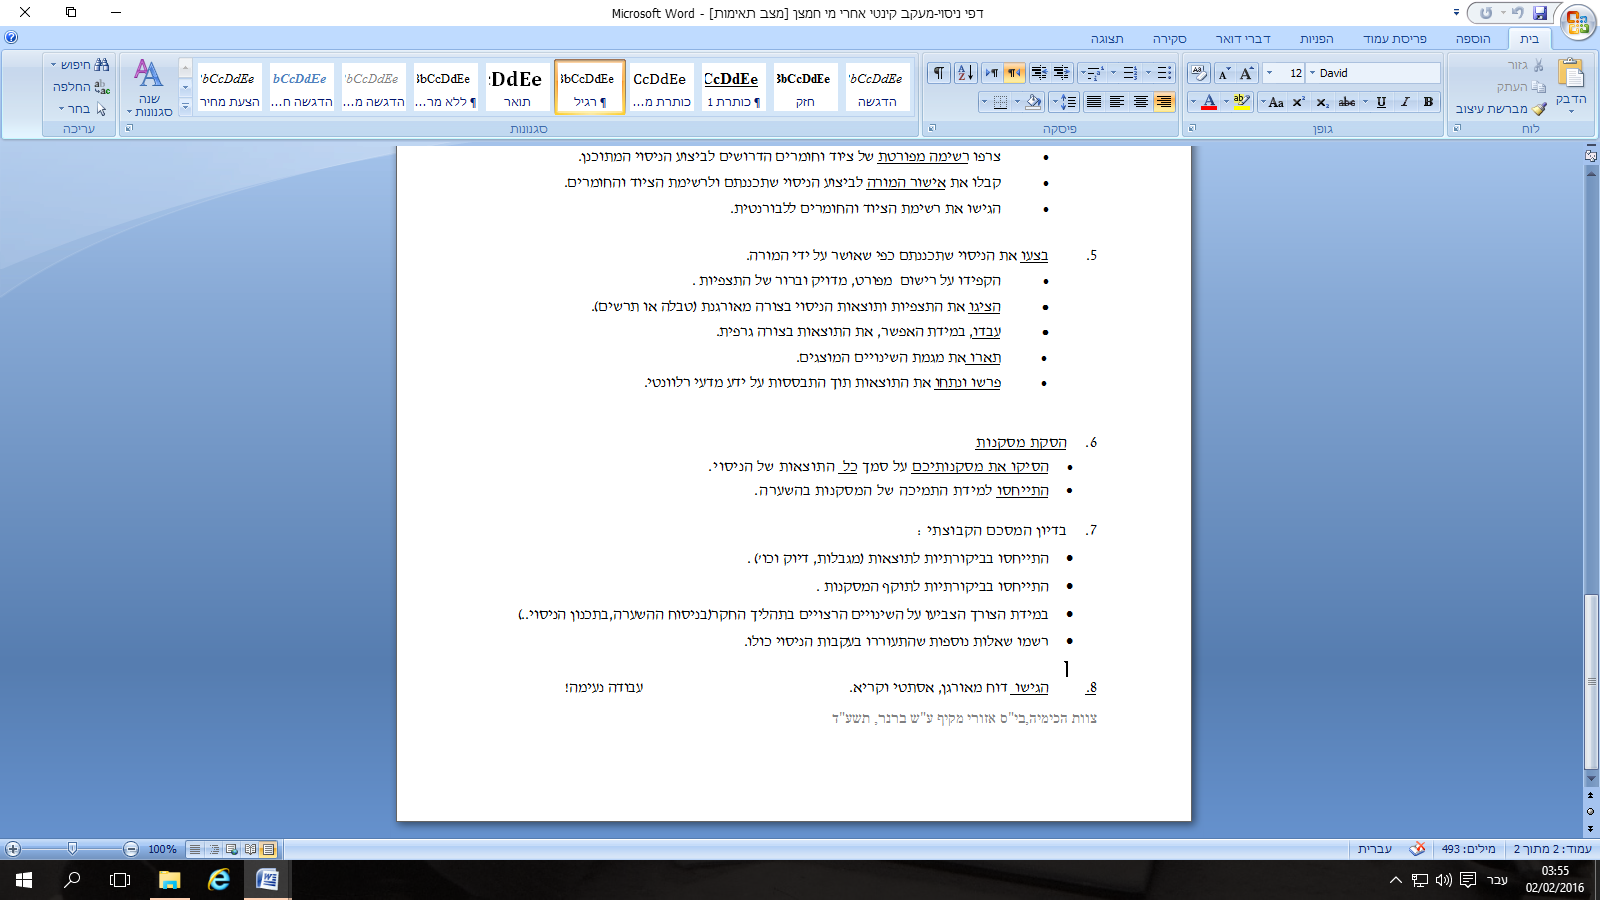 דפי ניסוי-מעקב קינטי אחרי מי חמצן [מצב תאימות] - Microsoft Word
בית הוספה פריסת עמוד הפניות דברי דואר סקירה תצוגה
הדבק
גזור
העתק
מברשת עיצוב
לוח
David 12
גופן
פיסקה
AaBbCcDdEe הדגשה
AaBbCcDdEe חזק
AaBbCcDdEe ¶ כותרת 1
AaBbCcDdEe כותרת מ...
AaBbCcDdEe ¶ רגיל
AaBbCcDdEe תואר
AaBbCcDdEe ¶ ללא מר...
AaBbCcDdEe הדגשה מ...
AaBbCcDdEe הדגשה ח...
AaBbCcDdEe הצעת מחיר
שנה סגנונות
סגנונות
חיפוש
החלפה
בחר
עריכה
• צרפו רשימה מפורטת של ציוד וחומרים הדרושים לביצוע הניסוי המתוכנן.
• קבלו את אישור המורה לביצוע הניסוי שתכננתם ולרשימת הציוד והחומרים.
• הגישו את רשימת הציוד והחומרים ללבורנטית.
5. בצעו את הניסוי שתכננתם כפי שאושר על ידי המורה.
• הקפידו על רישום מפורט, מדויק וברור של התצפיות .
• הציגו את התצפיות ותוצאות הניסוי בצורה מאורגנת (טבלה או תרשים).
• עבדו, במידת האפשר, את התוצאות בצורה גרפית.
• תארו את מגמת השינויים המוצגים.
• פרשו ונתחו את התוצאות תוך התבססות על ידע מדעי רלוונטי.
6. הסקת מסקנות
• הסיקו את מסקנותיכם על סמך כל התוצאות של הניסוי.
• התייחסו למידת התמיכה של המסקנות בהשערה.
7. בדיון המסכם הקבוצתי :
• התייחסו בביקורתיות לתוצאות (מגבלות, דיוק וכו') .
• התייחסו בביקורתיות לתוקף המסקנות .
• במידת הצורך הצביעו על השינויים הרצויים בתהליך החקר(בניסוח ההשערה,בתכנון הניסוי..)
• רשמו שאלות נוספות שהתעוררו בעקבות הניסוי כולו.
8. הגישו דוח מאורגן, אסתטי וקריא. עבודה נעימה!
צוות הכימיה,בי"ס אזורי מקיף ע"ש ברנר, תשע"ד
עמוד: 2 מתוך 2 מילים: 493 עברית 100%
עבר 03:55
02/02/2016